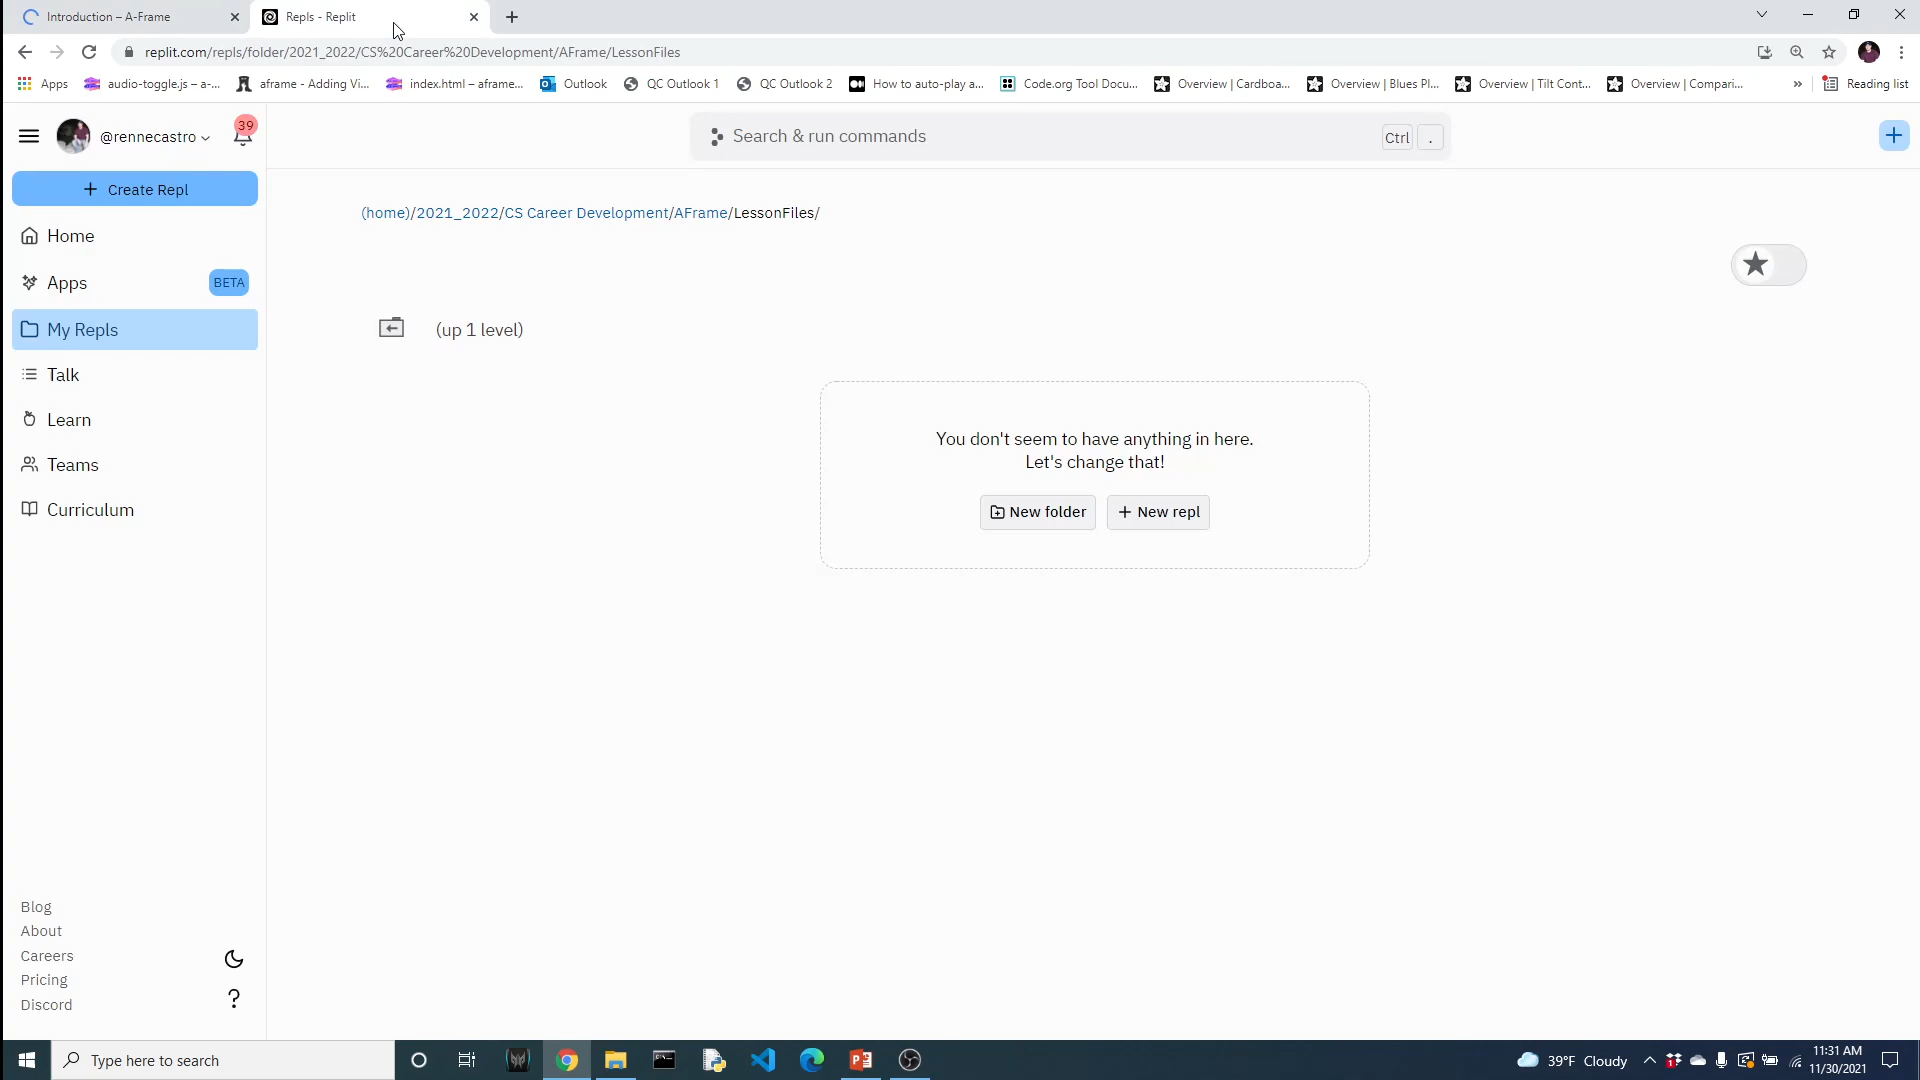 Introduction – A-Frame
Repls - Replit
replit.com/repls/folder/2021_2022/CS%20Career%20Development/AFrame/LessonFiles
Apps
audio-toggle.js – a-...
aframe - Adding Vi...
index.html – aframe...
Outlook
QC Outlook 1
QC Outlook 2
How to auto-play a...
Code.org Tool Docu...
Overview | Cardboa...
Overview | Blues Pl...
Overview | Tilt Cont...
Overview | Compari...
»
Reading list
@rennecastro
39
Search & run commands
Ctrl .
+ Create Repl
(home)/2021_2022/CS Career Development/AFrame/LessonFiles/
Home
Apps BETA
My Repls
Talk
Learn
Teams
Curriculum
(up 1 level)
You don't seem to have anything in here.
Let's change that!
New folder
+ New repl
Blog
About
Careers
Pricing
Discord
?
Type here to search
39°F Cloudy
11:31 AM
11/30/2021